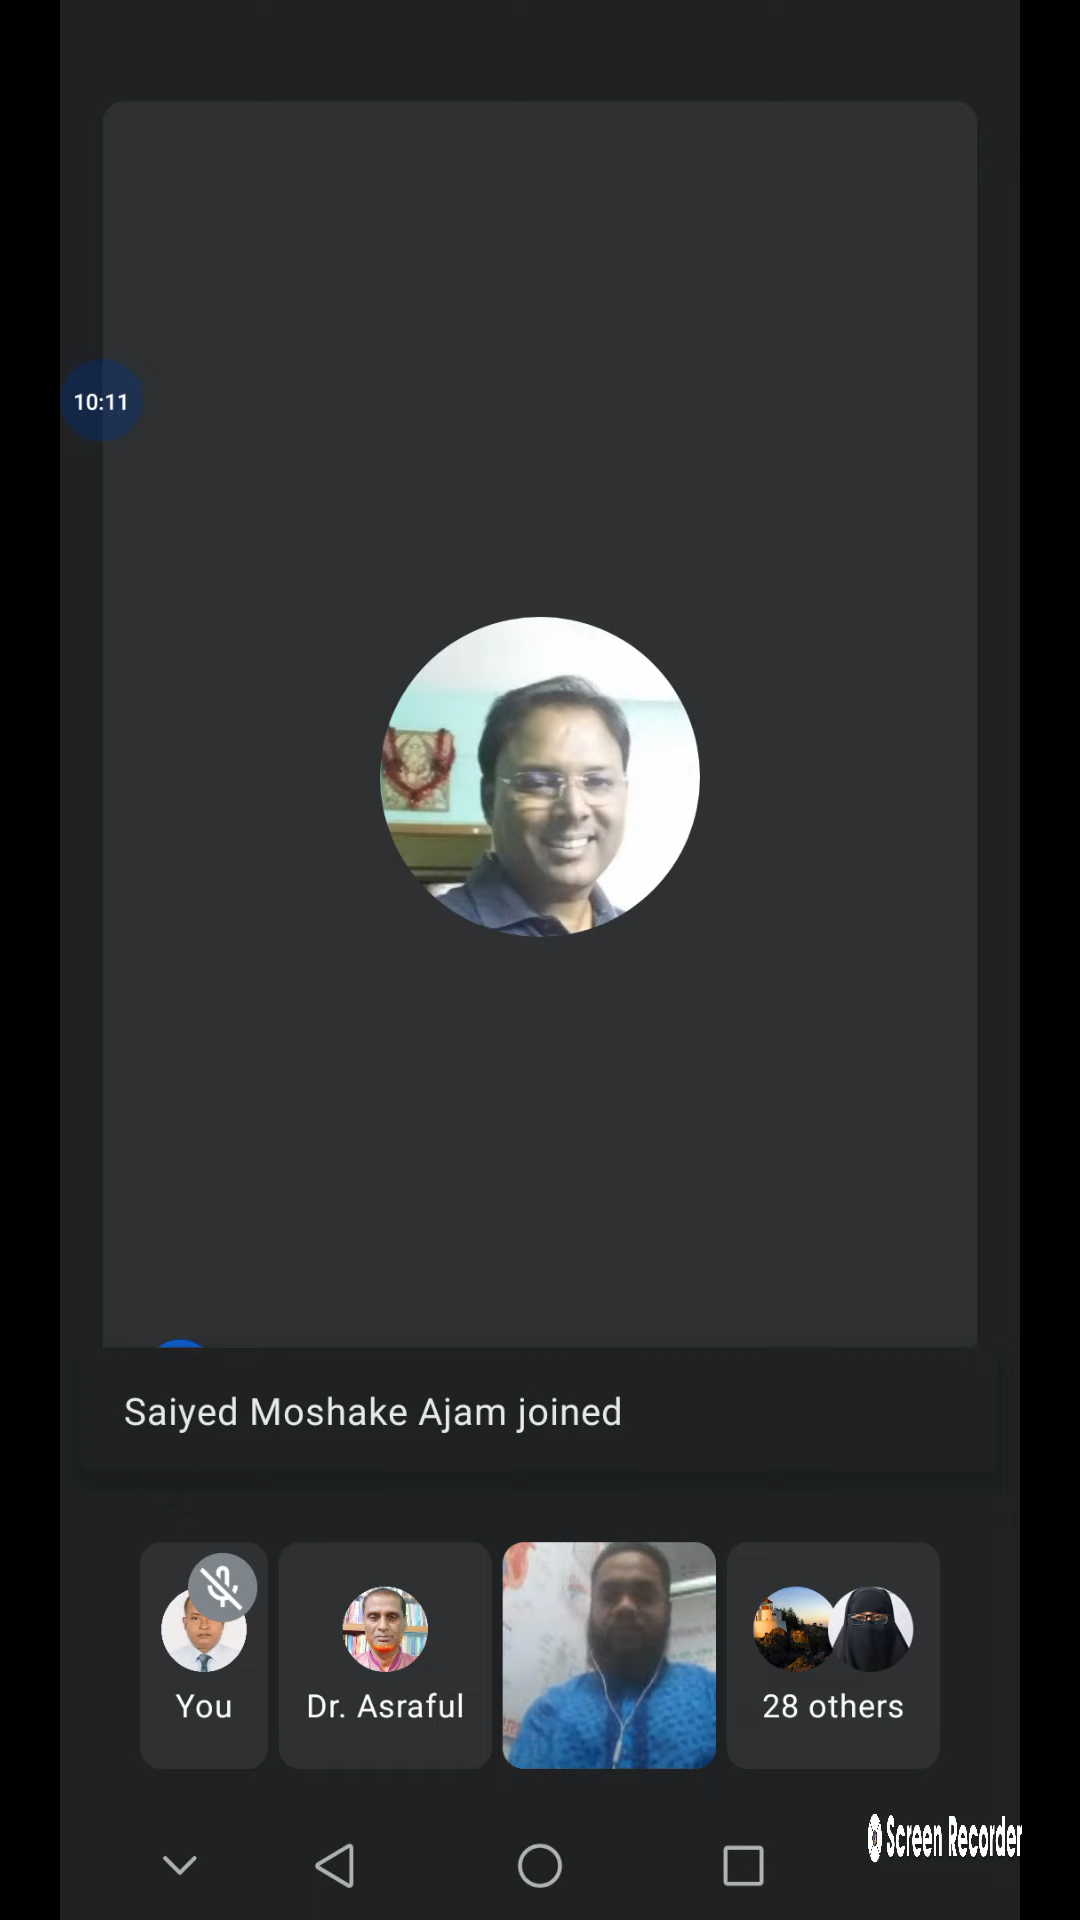 10:11
Saiyed Moshake Ajam joined
You
Dr. Asraful
28 others
Screen Recorder